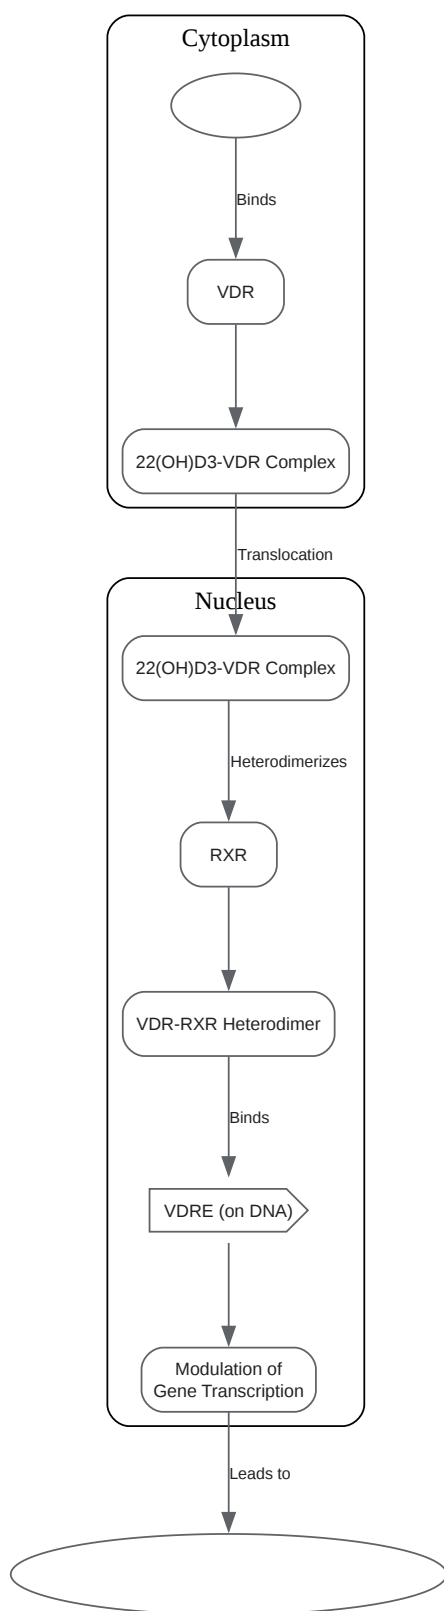 Cytoplasm
Binds
VDR
22(OH)D3-VDR Complex
Translocation
Nucleus
22(OH)D3-VDR Complex
Heterodimerizes
RXR
VDR-RXR Heterodimer
Binds
VDRE (on DNA)
Modulation of
Gene Transcription
Leads to